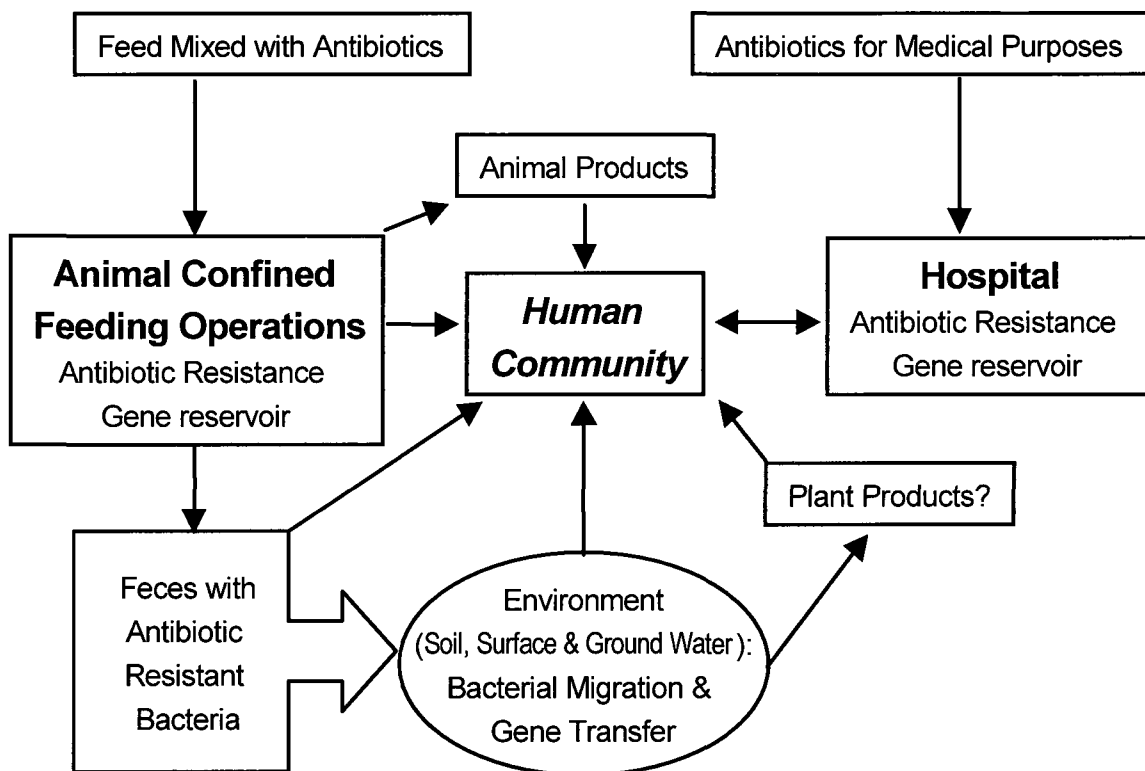 Feed Mixed with Antibiotics
Antibiotics for Medical Purposes
Animal Products
Animal Confined
Feeding Operations
Antibiotic Resistance
Gene reservoir
Human
Community
Hospital
Antibiotic Resistance
Gene reservoir
Plant Products?
Feces with
Antibiotic
Resistant
Bacteria
Environment
(Soil, Surface & Ground Water):
Bacterial Migration &
Gene Transfer